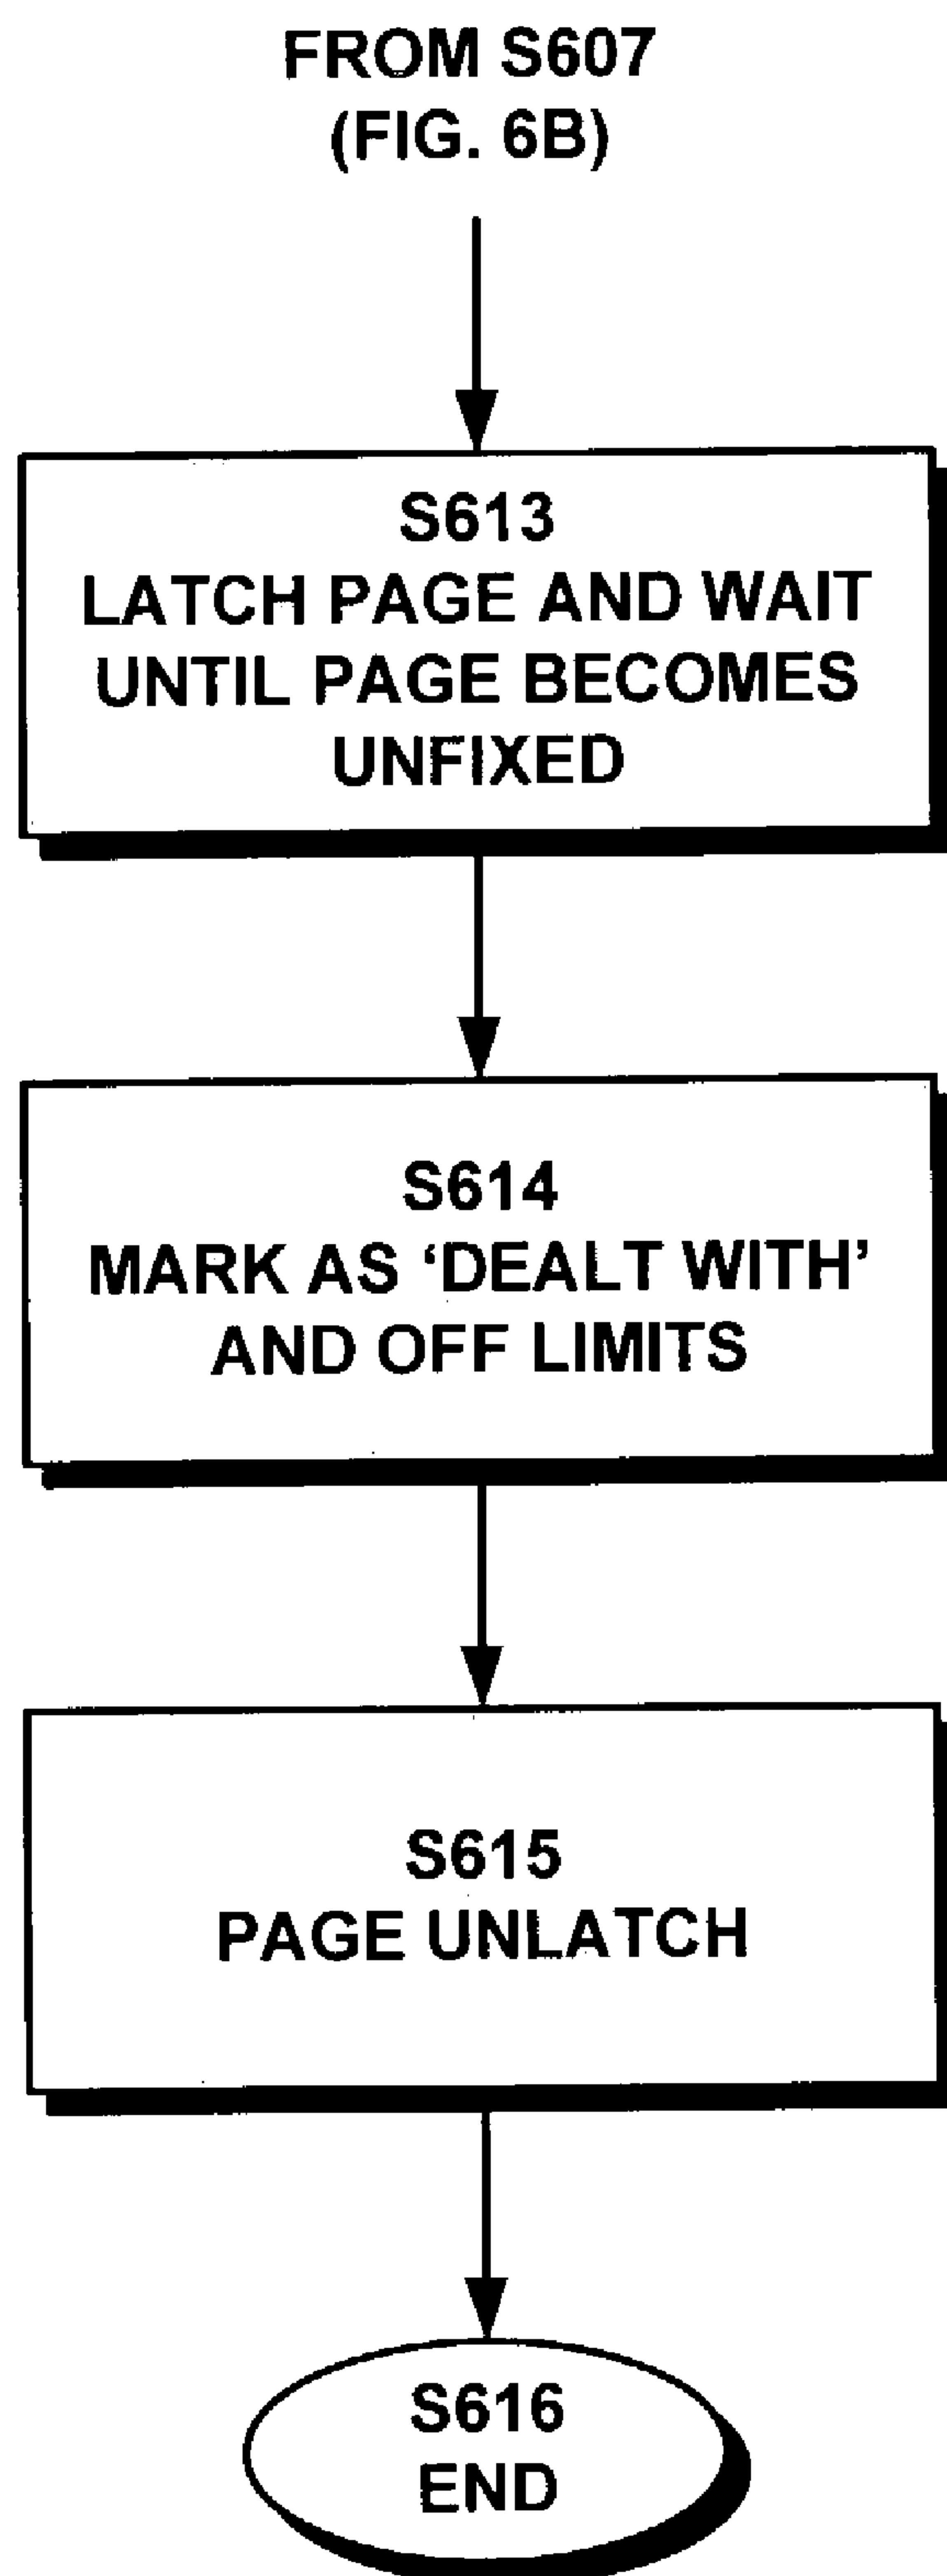 FROM S607
(FIG. 6B)
S613
LATCH PAGE AND WAIT
UNTIL PAGE BECOMES
UNFIXED
S614
MARK AS ‘DEALT WITH’
AND OFF LIMITS
S615
PAGE UNLATCH
S616
END